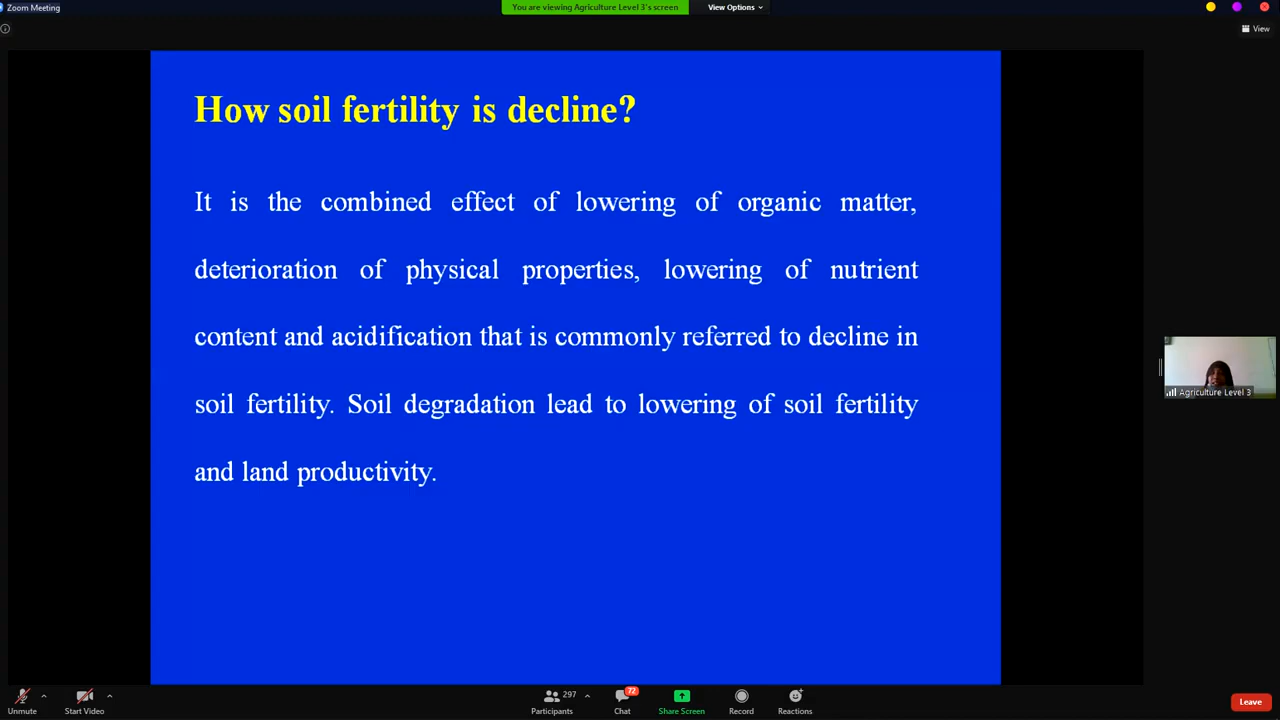 Zoom Meeting
You are viewing Agriculture Level 3's screen
View Options
View
How soil fertility is decline?
It is the combined effect of lowering of organic matter,
deterioration of physical properties, lowering of nutrient
content and acidification that is commonly referred to decline in
soil fertility. Soil degradation lead to lowering of soil fertility
and land productivity.
Agriculture Level 3
297
72
Unmute
Start Video
Participants
Chat
Share Screen
Record
Reactions
Leave